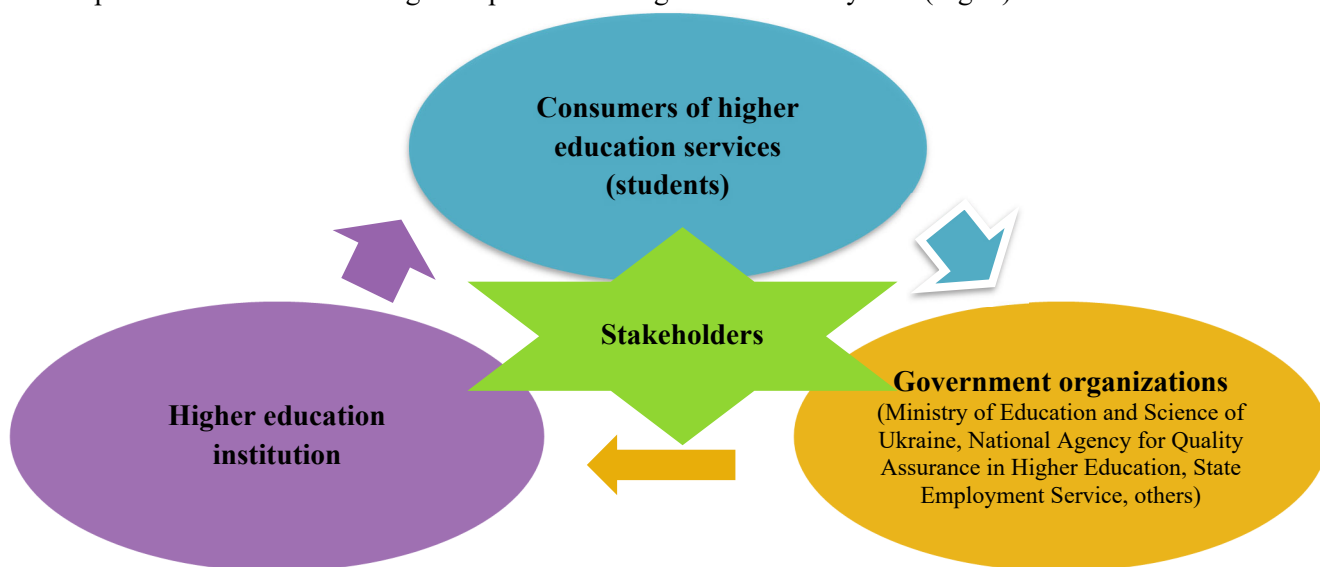 Consumers of higher
education services
(students)
Stakeholders
Government organizations
(Ministry of Education and Science of
Ukraine, National Agency for Quality
Assurance in Higher Education, State
Employment Service, others)
Higher education
institution